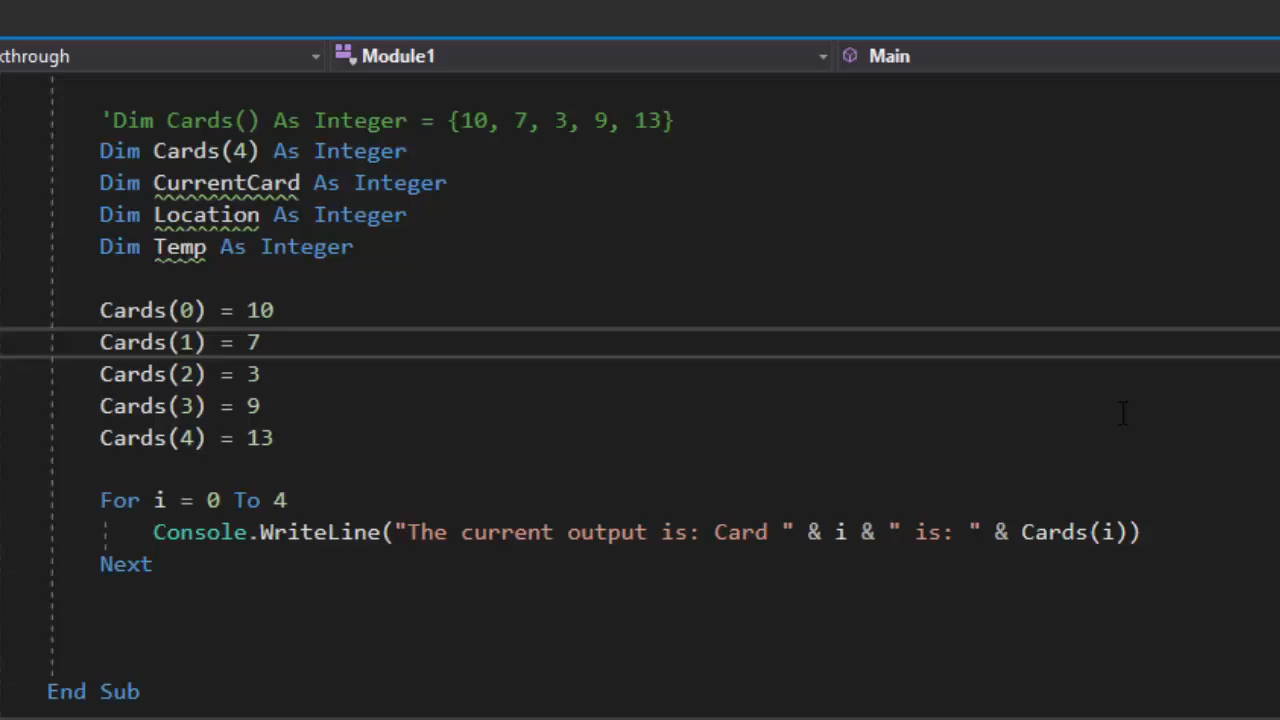 kthrough Module1 Main
'Dim Cards() As Integer = {10, 7, 3, 9, 13}
Dim Cards(4) As Integer
Dim CurrentCard As Integer
Dim Location As Integer
Dim Temp As Integer
Cards(0) = 10
Cards(1) = 7
Cards(2) = 3
Cards(3) = 9
Cards(4) = 13
For i = 0 To 4
Console.WriteLine("The current output is: Card " & i & " is: " & Cards(i))
Next
End Sub